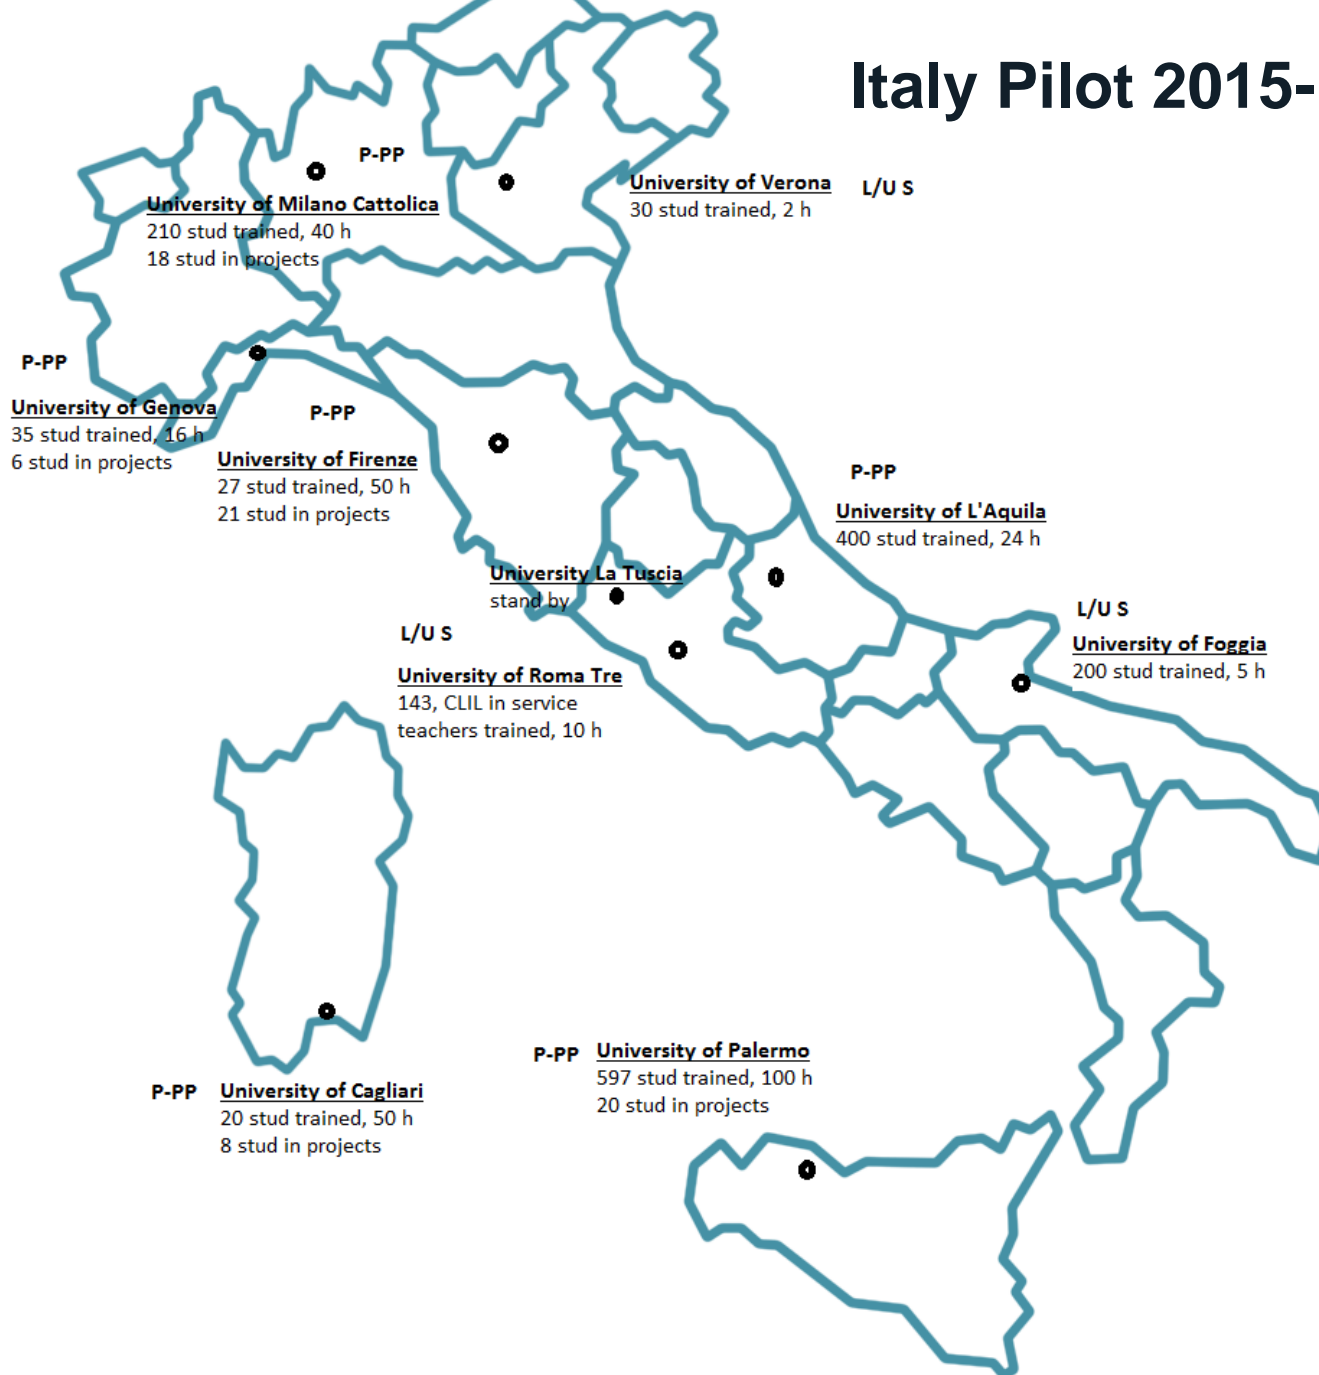 Italy Pilot 2015-
P-PP
University of Milano Cattolica
210 stud trained, 40 h
18 stud in projects
University of Verona L/U S
30 stud trained, 2 h
P-PP
University of Genova
35 stud trained, 16 h
6 stud in projects
P-PP
University of Firenze
27 stud trained, 50 h
21 stud in projects
P-PP
University of L'Aquila
400 stud trained, 24 h
University La Tuscia
stand by
L/U S
University of Roma Tre
143, CLIL in service
teachers trained, 10 h
L/U S
University of Foggia
200 stud trained, 5 h
P-PP University of Palermo
597 stud trained, 100 h
20 stud in projects
P-PP University of Cagliari
20 stud trained, 50 h
8 stud in projects